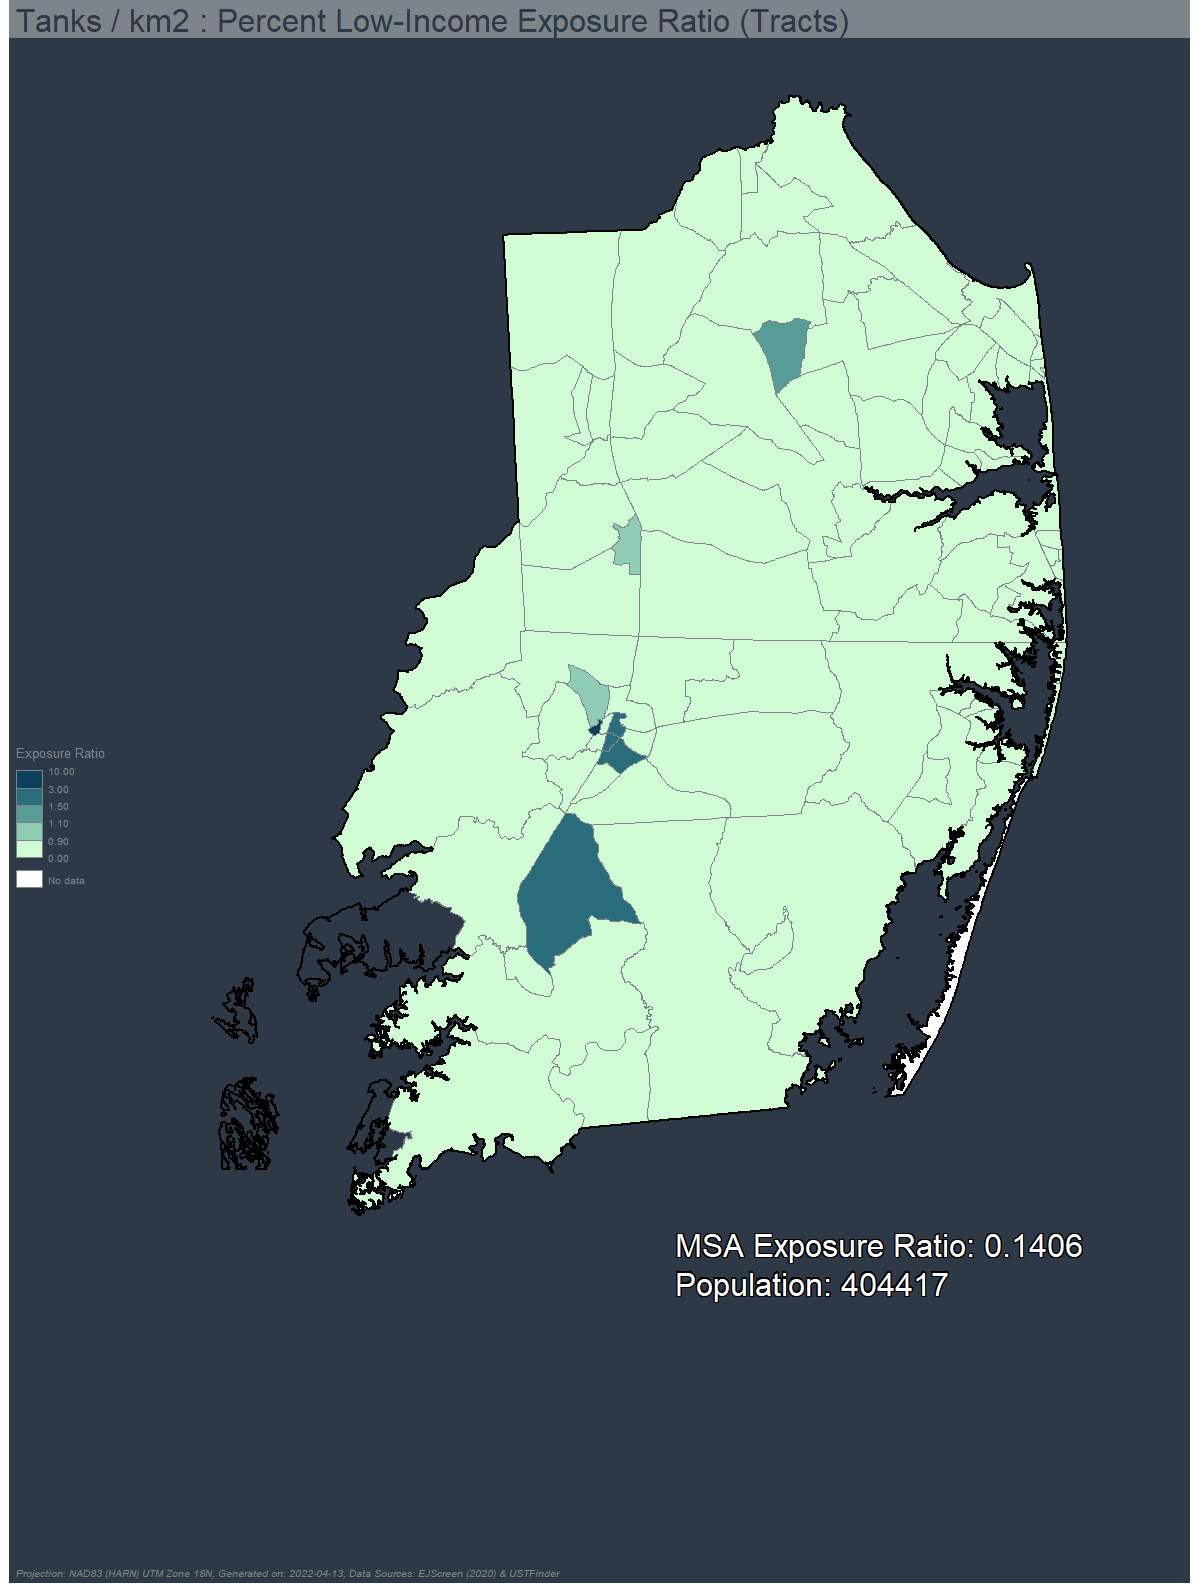 Tanks / km2 : Percent Low-Income Exposure Ratio (Tracts)
Exposure Ratio
10.00
3.00
1.50
1.10
0.90
0.00
No data
MSA Exposure Ratio: 0.1406
Population: 404417
Projection: NAD83 (HARN) UTM Zone 18N, Generated on: 2022-04-13, Data Sources: EJScreen (2020) & USTFinder